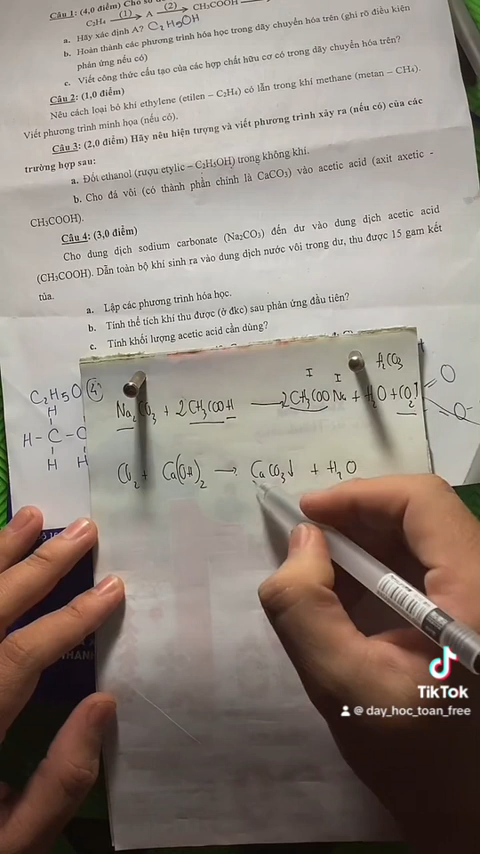 Câu 1: (4,0 điểm) Cho sơ
C₂H₄ —(1)→ A —(2)→ CH₃COOH
a. Hãy xác định A? C₂H₅OH
b. Hoàn thành các phương trình hóa học trong dãy chuyển hóa trên (ghi rõ điều kiện
phản ứng nếu có)
c. Viết công thức cấu tạo của các hợp chất hữu cơ có trong dãy chuyển hóa trên?
Câu 2: (1,0 điểm)
Nêu cách loại bỏ khí ethylene (etilen – C₂H₄) có lẫn trong khí methane (metan – CH₄).
Viết phương trình minh họa (nếu có).
Câu 3: (2,0 điểm) Hãy nêu hiện tượng và viết phương trình xảy ra (nếu có) của các
trường hợp sau:
a. Đốt ethanol (rượu etylic – C₂H₅OH) trong không khí.
b. Cho đá vôi (có thành phần chính là CaCO₃) vào acetic acid (axit axetic -
CH₃COOH).
Câu 4: (3,0 điểm)
Cho dung dịch sodium carbonate (Na₂CO₃) đến dư vào dung dịch acetic acid
(CH₃COOH). Dẫn toàn bộ khí sinh ra vào dung dịch nước vôi trong dư, thu được 15 gam kết
tủa.
a. Lập các phương trình hóa học.
b. Tính thể tích khí thu được (ở đkc) sau phản ứng đầu tiên?
c. Tính khối lượng acetic acid cần dùng?
H₂CO₃
I I
C₂H₅O
4
Na₂CO₃ + 2CH₃COOH → 2CH₃COONa + H₂O + CO₂↑
O
O-
H
H - C - C
H H
CO₂ + Ca(OH)₂ → CaCO₃↓ + H₂O
TikTok
@day_hoc_toan_free